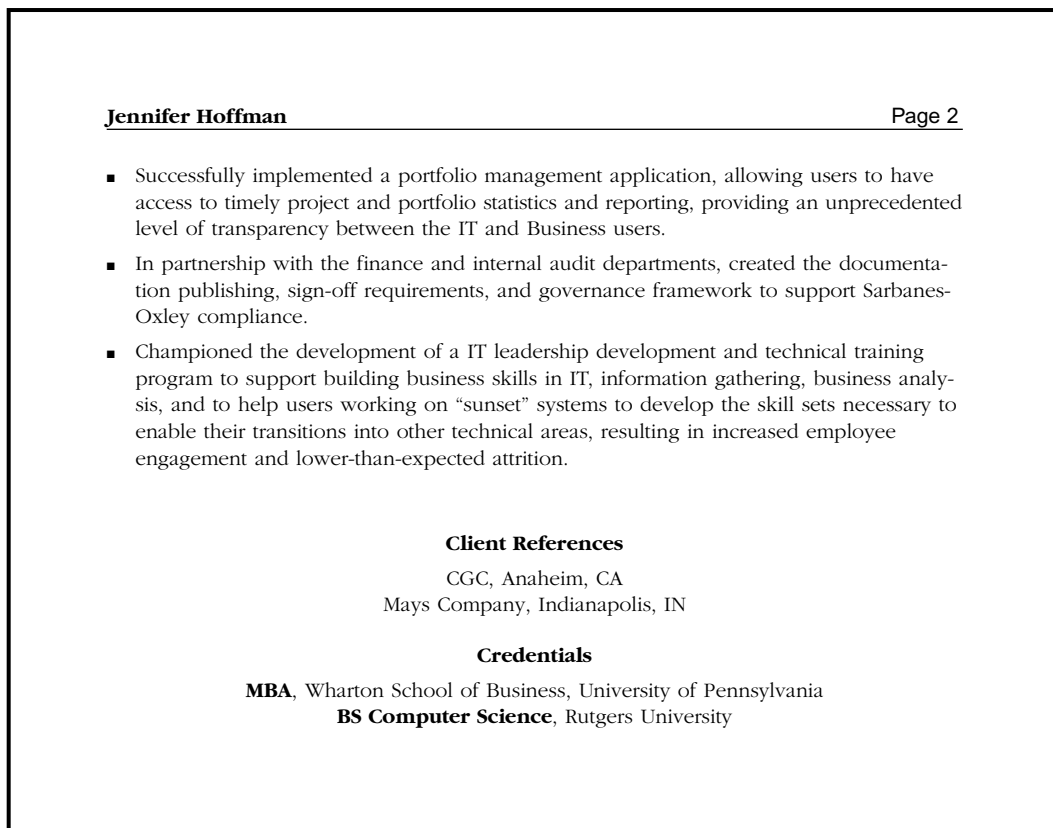 Jennifer Hoffman Page 2
■ Successfully implemented a portfolio management application, allowing users to have
access to timely project and portfolio statistics and reporting, providing an unprecedented
level of transparency between the IT and Business users.
■ In partnership with the finance and internal audit departments, created the documenta-
tion publishing, sign-off requirements, and governance framework to support Sarbanes-
Oxley compliance.
■ Championed the development of a IT leadership development and technical training
program to support building business skills in IT, information gathering, business analy-
sis, and to help users working on “sunset” systems to develop the skill sets necessary to
enable their transitions into other technical areas, resulting in increased employee
engagement and lower-than-expected attrition.
Client References
CGC, Anaheim, CA
Mays Company, Indianapolis, IN
Credentials
MBA, Wharton School of Business, University of Pennsylvania
BS Computer Science, Rutgers University